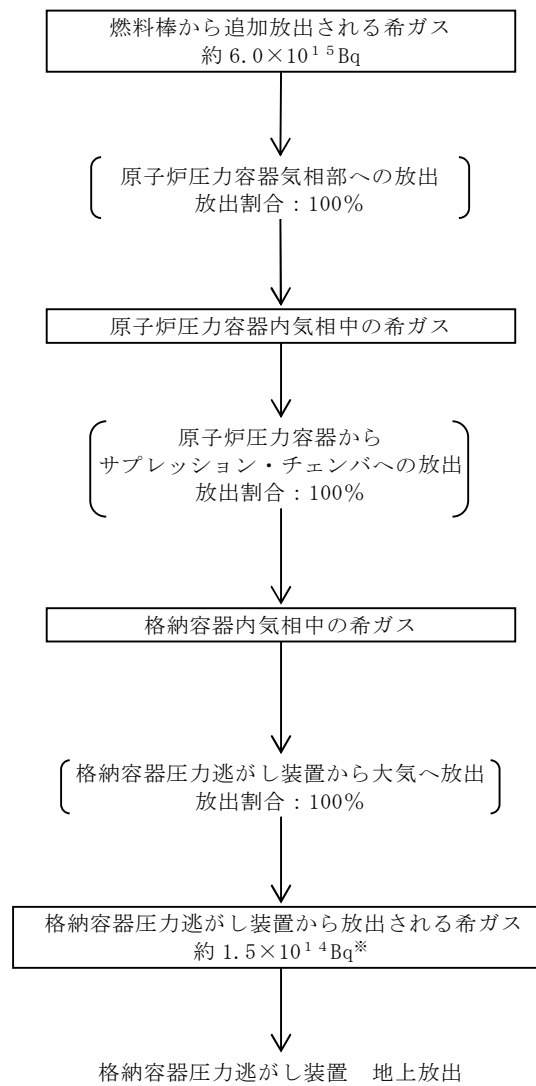 燃料棒から追加放出される希ガス
約 6.0×10¹⁵Bq
原子炉圧力容器気相部への放出
放出割合：100%
原子炉圧力容器内気相中の希ガス
原子炉圧力容器から
サプレッション・チェンバへの放出
放出割合：100%
格納容器内気相中の希ガス
格納容器圧力逃がし装置から大気へ放出
放出割合：100%
格納容器圧力逃がし装置から放出される希ガス
約 1.5×10¹⁴Bq※
格納容器圧力逃がし装置　地上放出